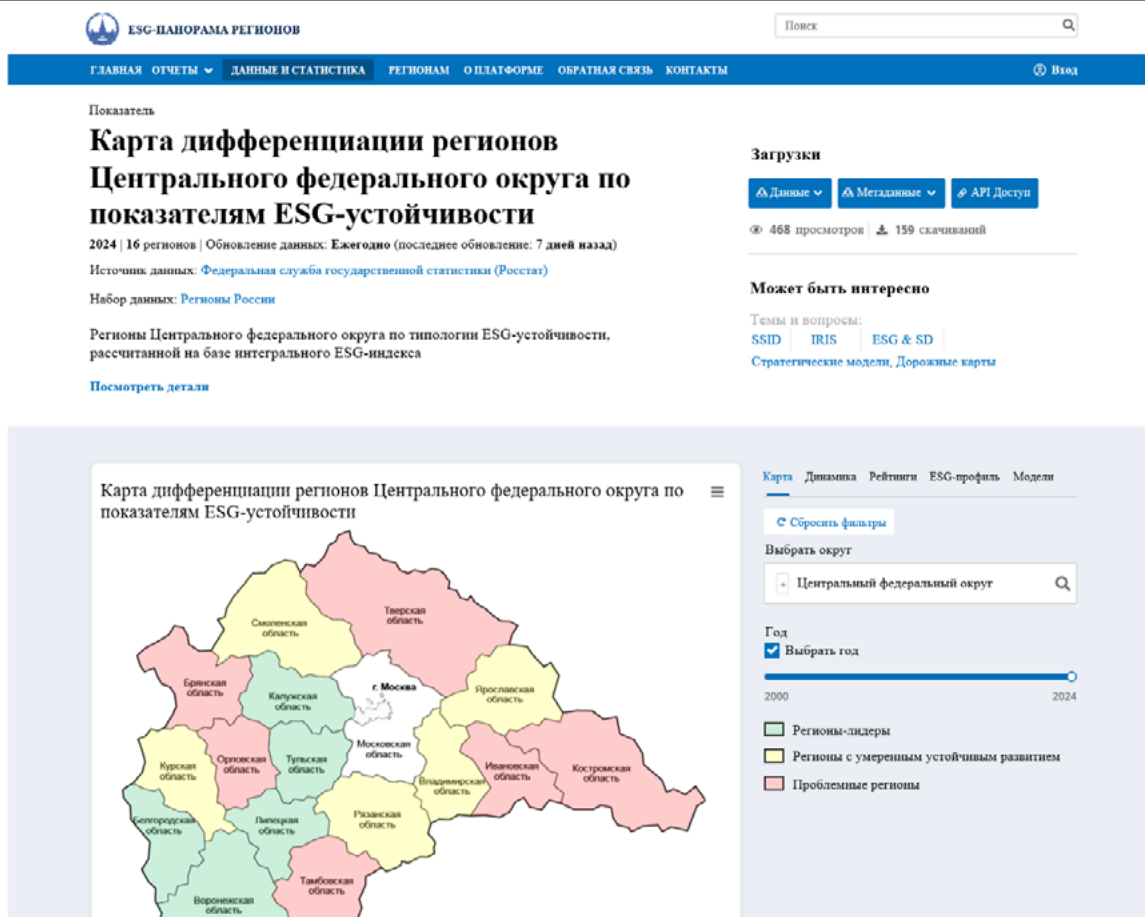 ESG-ПАНОРАМА РЕГИОНОВ
Поиск
ГЛАВНАЯ ОТЧЕТЫ ДАННЫЕ И СТАТИСТИКА РЕГИОНАМ О ПЛАТФОРМЕ ОБРАТНАЯ СВЯЗЬ КОНТАКТЫ Вход
Показатель
Карта дифференциации регионов
Центрального федерального округа по
показателям ESG-устойчивости
2024 | 16 регионов | Обновление данных: Ежегодно (последнее обновление: 7 дней назад)
Источник данных: Федеральная служба государственной статистики (Росстат)
Набор данных: Регионы России
Регионы Центрального федерального округа по типологии ESG-устойчивости,
рассчитанной на базе интегрального ESG-индекса
Посмотреть детали
Загрузки
Данные Метаданные API Доступ
468 просмотров 159 скачиваний
Может быть интересно
Темы и вопросы:
SSID IRIS ESG & SD
Стратегические модели, Дорожные карты
Карта дифференциации регионов Центрального федерального округа по
показателям ESG-устойчивости
Тверская
область
Смоленская
область
Брянская
область
Калужская
область
г. Москва
Ярославская
область
Московская
область
Курская
область
Орловская
область
Тульская
область
Владимирская
область
Ивановская
область
Костромская
область
Белгородская
область
Липецкая
область
Рязанская
область
Тамбовская
область
Воронежская
область
Карта Динамика Рейтинги ESG-профиль Модели
Сбросить фильтры
Выбрать округ
+ Центральный федеральный округ
Год
Выбрать год
2000 2024
Регионы-лидеры
Регионы с умеренным устойчивым развитием
Проблемные регионы